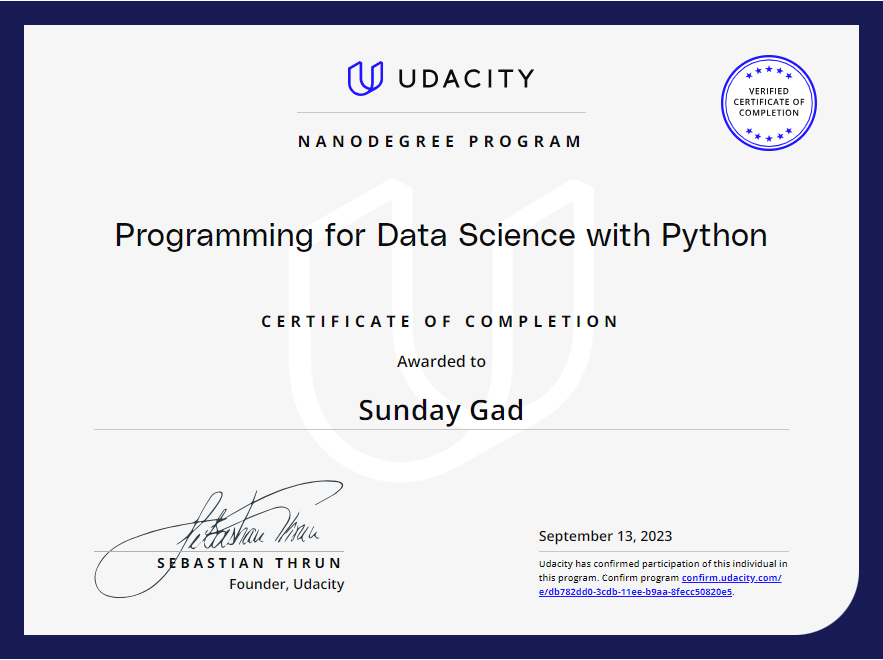 UDACITY
VERIFIED
CERTIFICATE OF
COMPLETION
NANODEGREE PROGRAM
Programming for Data Science with Python
CERTIFICATE OF COMPLETION
Awarded to
Sunday Gad
Sebastian Thrun
SEBASTIAN THRUN
Founder, Udacity
September 13, 2023
Udacity has confirmed participation of this individual in
this program. Confirm program confirm.udacity.com/
e/db782dd0-3cdb-11ee-b9aa-8fecc50820e5.